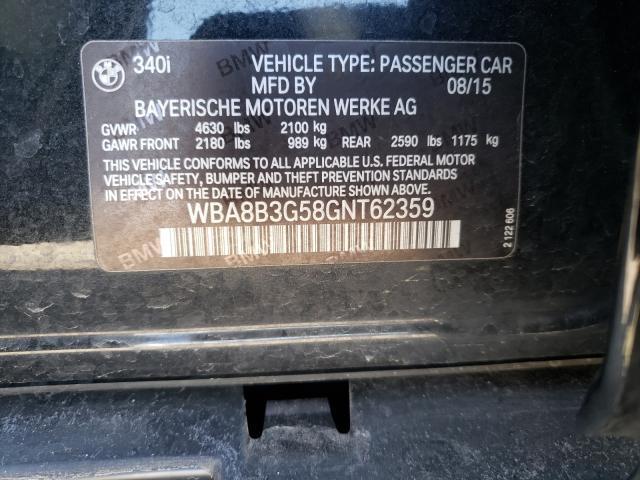 340i VEHICLE TYPE: PASSENGER CAR
MFD BY 08/15
BAYERISCHE MOTOREN WERKE AG
GVWR 4630 lbs 2100 kg
GAWR FRONT 2180 lbs 989 kg REAR 2590 lbs 1175 kg
THIS VEHICLE CONFORMS TO ALL APPLICABLE U.S. FEDERAL MOTOR
VEHICLE SAFETY, BUMPER AND THEFT PREVENTION STANDARDS
IN EFFECT ON THE DATE OF MANUFACTURE SHOWN ABOVE.
WBA8B3G58GNT62359
2 122 606